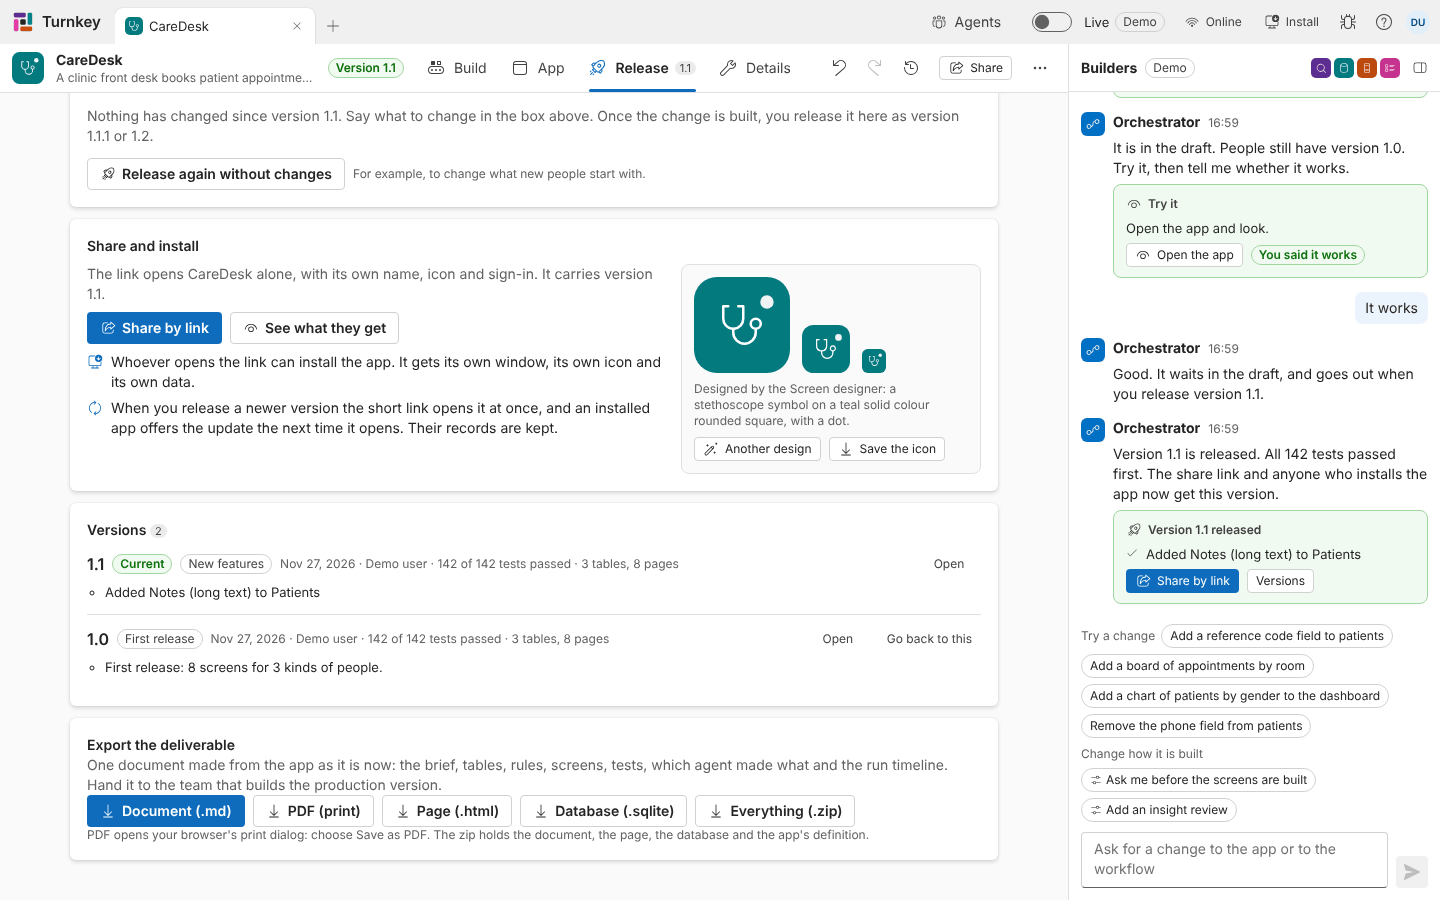 Turnkey
CareDesk
Agents
Live
Demo
Online
Install
DU
CareDesk
A clinic front desk books patient appointme...
Version 1.1
Build
App
Release 1.1
Details
Share
Nothing has changed since version 1.1. Say what to change in the box above. Once the change is built, you release it here as version
1.1.1 or 1.2.
Release again without changes
For example, to change what new people start with.
Share and install
The link opens CareDesk alone, with its own name, icon and sign-in. It carries version
1.1.
Share by link
See what they get
Whoever opens the link can install the app. It gets its own window, its own icon and
its own data.
When you release a newer version the short link opens it at once, and an installed
app offers the update the next time it opens. Their records are kept.
Designed by the Screen designer: a
stethoscope symbol on a teal solid colour
rounded square, with a dot.
Another design
Save the icon
Versions 2
1.1 Current New features Nov 27, 2026 · Demo user · 142 of 142 tests passed · 3 tables, 8 pages Open
Added Notes (long text) to Patients
1.0 First release Nov 27, 2026 · Demo user · 142 of 142 tests passed · 3 tables, 8 pages Open Go back to this
First release: 8 screens for 3 kinds of people.
Export the deliverable
One document made from the app as it is now: the brief, tables, rules, screens, tests, which agent made what and the run timeline.
Hand it to the team that builds the production version.
Document (.md)
PDF (print)
Page (.html)
Database (.sqlite)
Everything (.zip)
PDF opens your browser's print dialog: choose Save as PDF. The zip holds the document, the page, the database and the app's definition.
Builders
Demo
Orchestrator 16:59
It is in the draft. People still have version 1.0.
Try it, then tell me whether it works.
Try it
Open the app and look.
Open the app
You said it works
It works
Orchestrator 16:59
Good. It waits in the draft, and goes out when
you release version 1.1.
Orchestrator 16:59
Version 1.1 is released. All 142 tests passed
first. The share link and anyone who installs the
app now get this version.
Version 1.1 released
Added Notes (long text) to Patients
Share by link
Versions
Try a change
Add a reference code field to patients
Add a board of appointments by room
Add a chart of patients by gender to the dashboard
Remove the phone field from patients
Change how it is built
Ask me before the screens are built
Add an insight review
Ask for a change to the app or to the
workflow